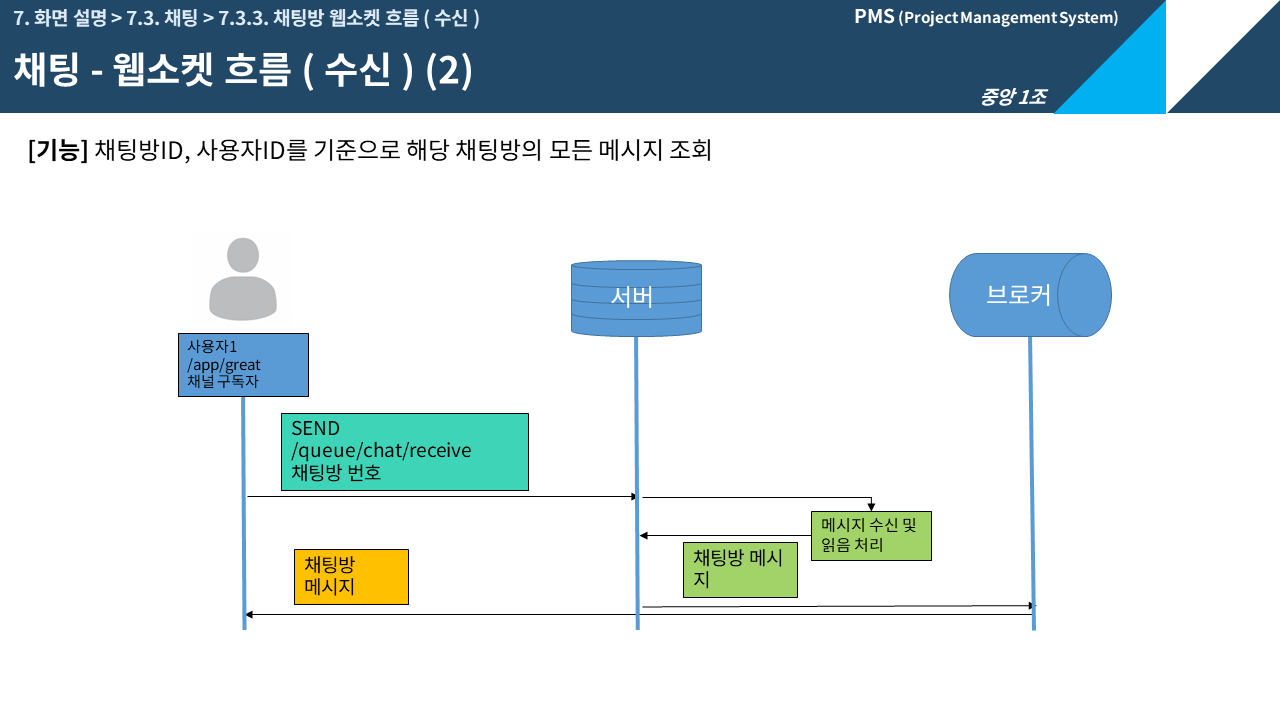 7. 화면 설명 > 7.3. 채팅 > 7.3.3. 채팅방 웹소켓 흐름 ( 수신 )
PMS (Project Management System)
채팅 - 웹소켓 흐름 ( 수신 ) (2)
중앙 1조
[기능] 채팅방ID, 사용자ID를 기준으로 해당 채팅방의 모든 메시지 조회
서버
브로커
사용자1
/app/great
채널 구독자
SEND
/queue/chat/receive
채팅방 번호
메시지 수신 및
읽음 처리
채팅방 메시
지
채팅방
메시지